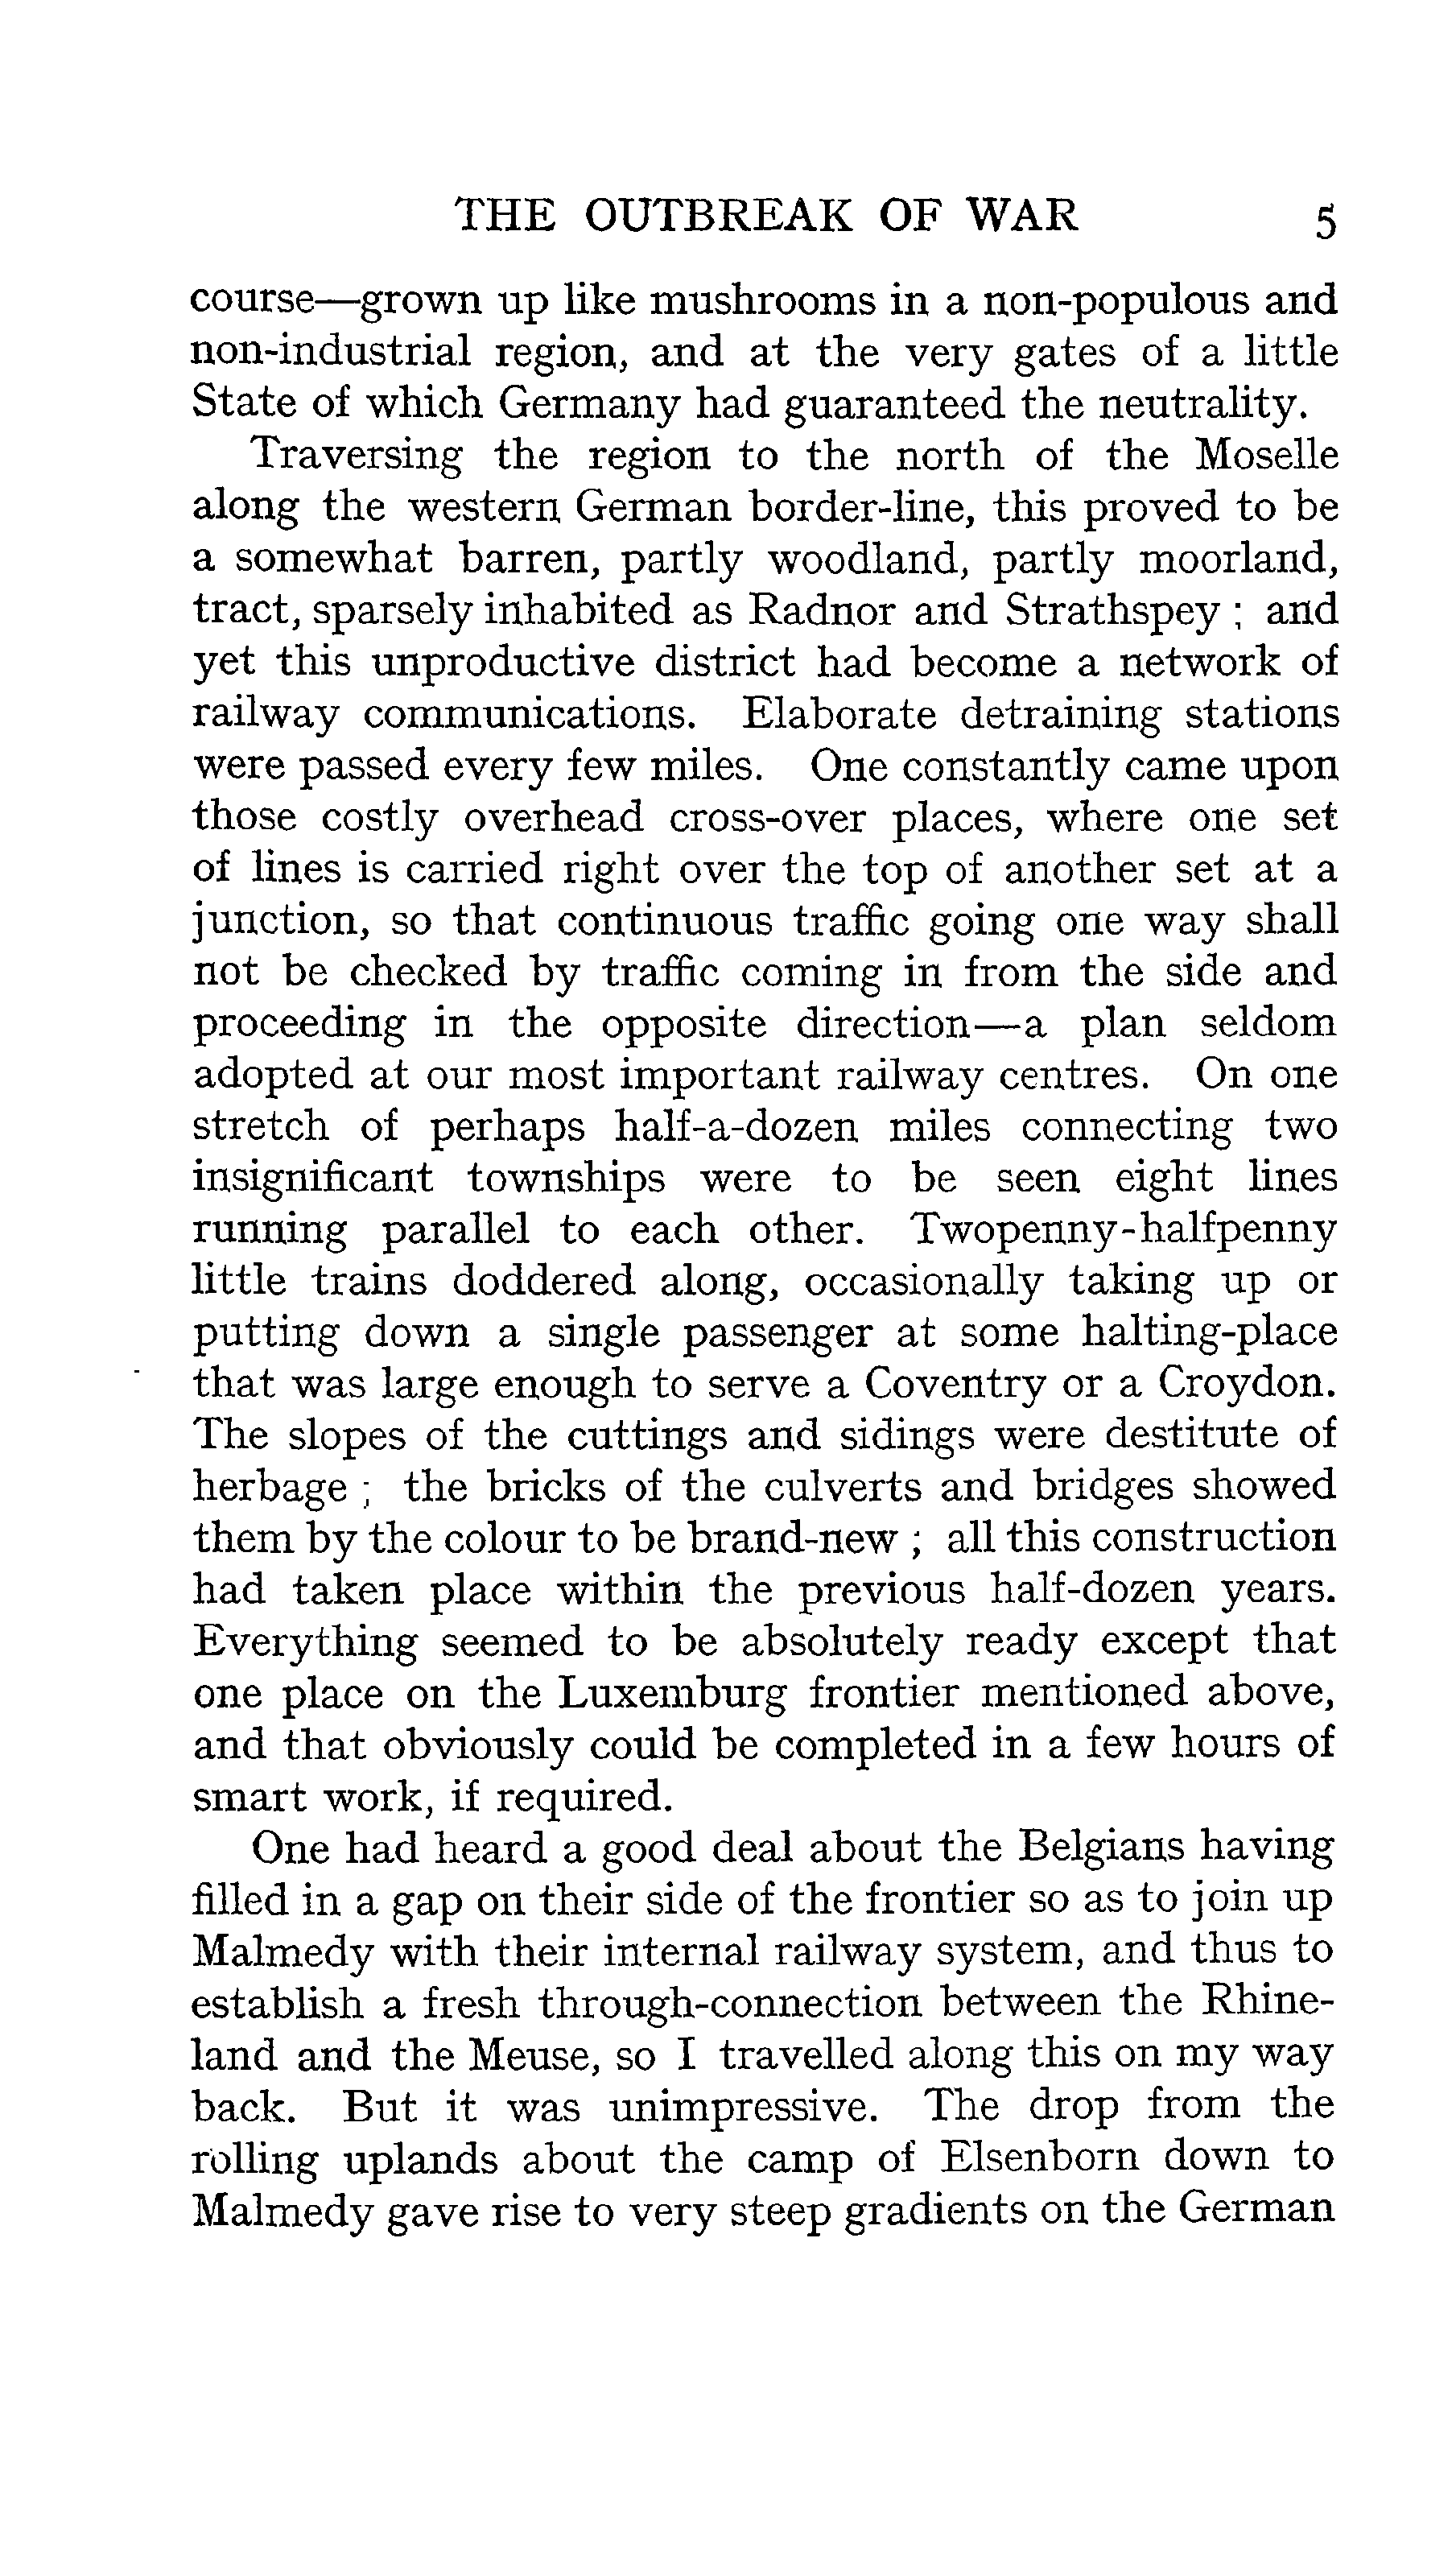 THE OUTBREAK OF WAR 5
course—grown up like mushrooms in a non-populous and
non-industrial region, and at the very gates of a little
State of which Germany had guaranteed the neutrality.
Traversing the region to the north of the Moselle
along the western German border-line, this proved to be
a somewhat barren, partly woodland, partly moorland,
tract, sparsely inhabited as Radnor and Strathspey ; and
yet this unproductive district had become a network of
railway communications. Elaborate detraining stations
were passed every few miles. One constantly came upon
those costly overhead cross-over places, where one set
of lines is carried right over the top of another set at a
junction, so that continuous traffic going one way shall
not be checked by traffic coming in from the side and
proceeding in the opposite direction—a plan seldom
adopted at our most important railway centres. On one
stretch of perhaps half-a-dozen miles connecting two
insignificant townships were to be seen eight lines
running parallel to each other. Twopenny-halfpenny
little trains doddered along, occasionally taking up or
putting down a single passenger at some halting-place
that was large enough to serve a Coventry or a Croydon.
The slopes of the cuttings and sidings were destitute of
herbage ; the bricks of the culverts and bridges showed
them by the colour to be brand-new ; all this construction
had taken place within the previous half-dozen years.
Everything seemed to be absolutely ready except that
one place on the Luxemburg frontier mentioned above,
and that obviously could be completed in a few hours of
smart work, if required.
One had heard a good deal about the Belgians having
filled in a gap on their side of the frontier so as to join up
Malmedy with their internal railway system, and thus to
establish a fresh through-connection between the Rhine-
land and the Meuse, so I travelled along this on my way
back. But it was unimpressive. The drop from the
rolling uplands about the camp of Elsenborn down to
Malmedy gave rise to very steep gradients on the German